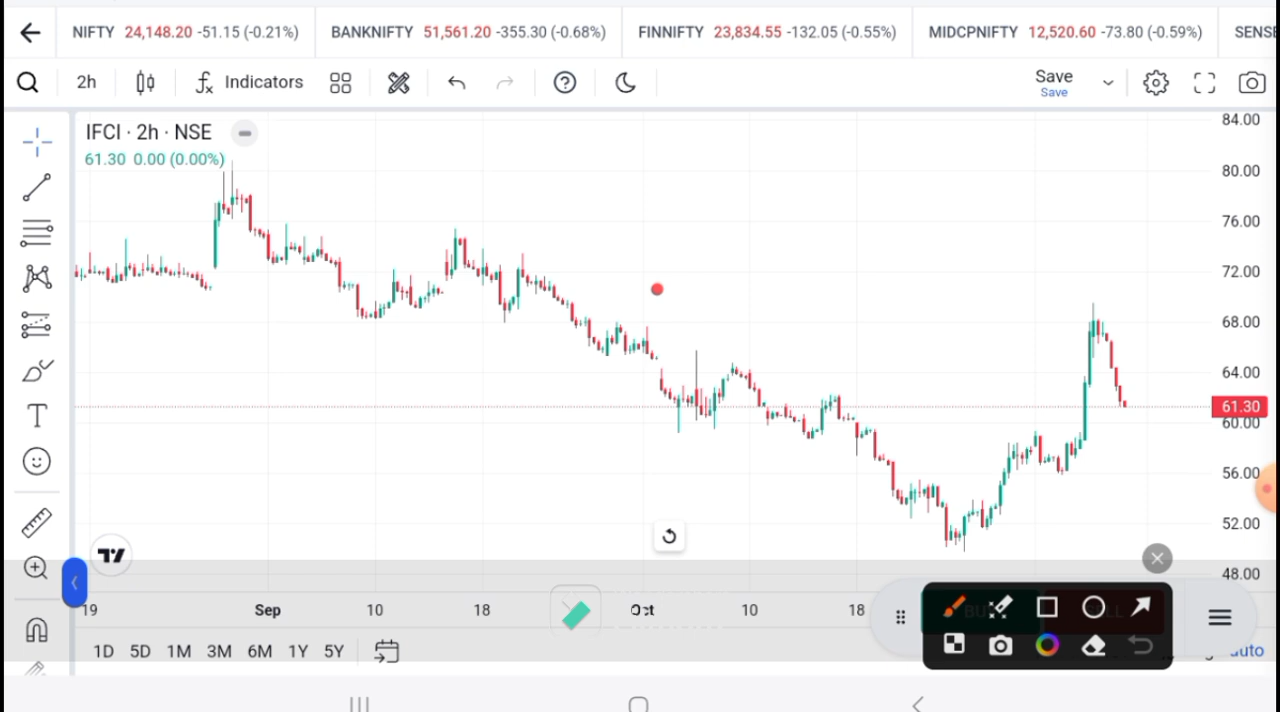 NIFTY 24,148.20 -51.15 (-0.21%) BANKNIFTY 51,561.20 -355.30 (-0.68%) FINNIFTY 23,834.55 -132.05 (-0.55%) MIDCPNIFTY 12,520.60 -73.80 (-0.59%)
2h Indicators Save
Save
IFCI · 2h · NSE
61.30 0.00 (0.00%)
84.00
80.00
76.00
72.00
68.00
64.00
61.30
60.00
56.00
52.00
48.00
19 Sep 10 18 Oct 10 18
1D 5D 1M 3M 6M 1Y 5Y auto